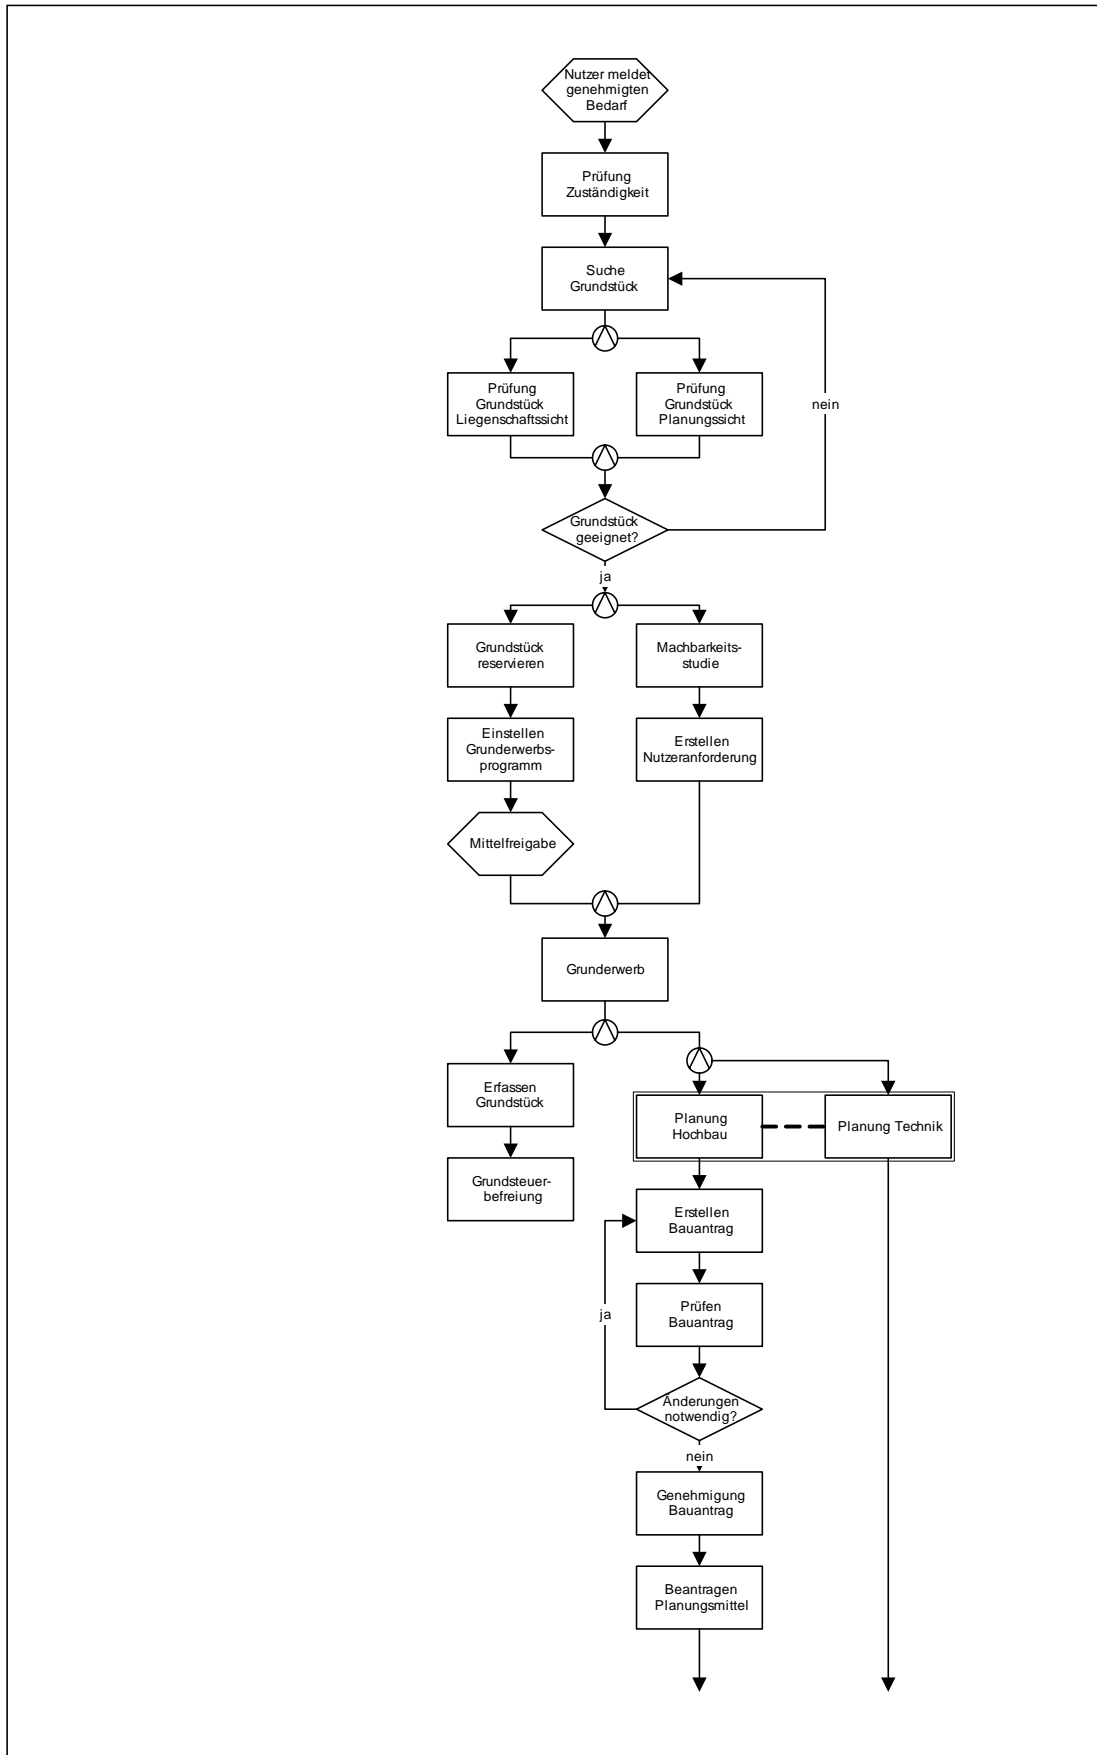 Nutzer meldet
genehmigten
Bedarf
Prüfung
Zuständigkeit
Suche
Grundstück
Prüfung
Grundstück
Liegenschaftssicht
Prüfung
Grundstück
Planungssicht
nein
Grundstück
geeignet?
ja
Grundstück
reservieren
Machbarkeits-
studie
Einstellen
Grunderwerbs-
programm
Erstellen
Nutzeranforderung
Mittelfreigabe
Grunderwerb
Erfassen
Grundstück
Planung
Hochbau
Planung Technik
Grundsteuer-
befreiung
Erstellen
Bauantrag
ja
Prüfen
Bauantrag
Änderungen
notwendig?
nein
Genehmigung
Bauantrag
Beantragen
Planungsmittel